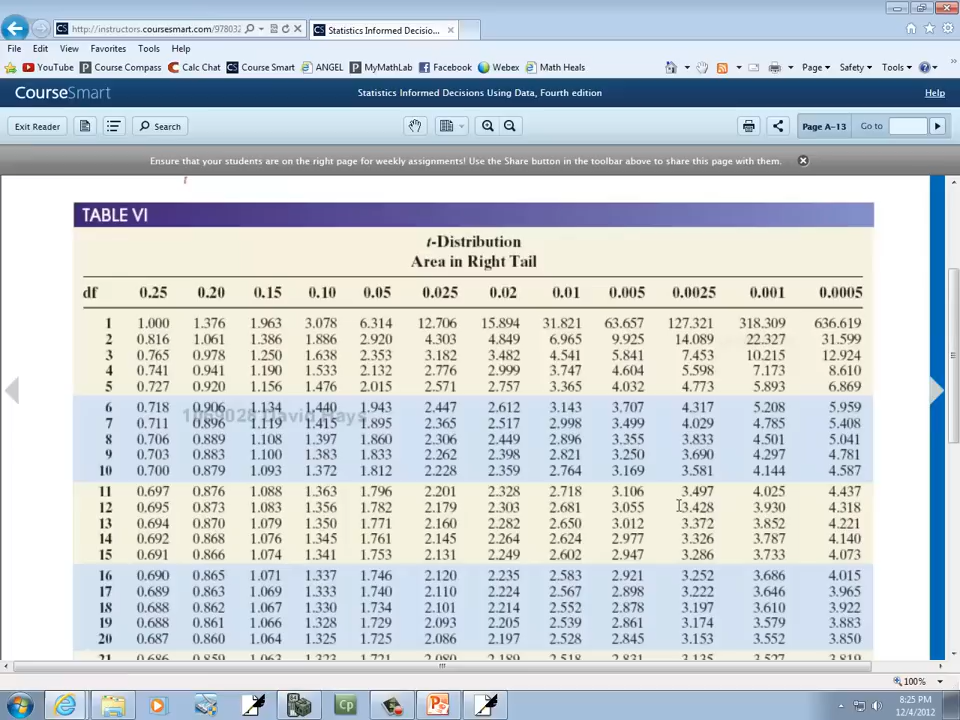 http://instructors.coursesmart.com/97803
CS Statistics Informed Decisio...
File Edit View Favorites Tools Help
YouTube Course Compass Calc Chat Course Smart ANGEL MyMathLab Facebook Webex Math Heals Page Safety Tools
CourseSmart Statistics Informed Decisions Using Data, Fourth edition Help
Exit Reader Search Page A-13 Go to
Ensure that your students are on the right page for weekly assignments! Use the Share button in the toolbar above to share this page with them.
t
TABLE VI
t-Distribution
Area in Right Tail
df 0.25 0.20 0.15 0.10 0.05 0.025 0.02 0.01 0.005 0.0025 0.001 0.0005
1 1.000 1.376 1.963 3.078 6.314 12.706 15.894 31.821 63.657 127.321 318.309 636.619
2 0.816 1.061 1.386 1.886 2.920 4.303 4.849 6.965 9.925 14.089 22.327 31.599
3 0.765 0.978 1.250 1.638 2.353 3.182 3.482 4.541 5.841 7.453 10.215 12.924
4 0.741 0.941 1.190 1.533 2.132 2.776 2.999 3.747 4.604 5.598 7.173 8.610
5 0.727 0.920 1.156 1.476 2.015 2.571 2.757 3.365 4.032 4.773 5.893 6.869
6 0.718 0.906 1.134 1.440 1.943 2.447 2.612 3.143 3.707 4.317 5.208 5.959
7 0.711 0.896 1.119 1.415 1.895 2.365 2.517 2.998 3.499 4.029 4.785 5.408
8 0.706 0.889 1.108 1.397 1.860 2.306 2.449 2.896 3.355 3.833 4.501 5.041
9 0.703 0.883 1.100 1.383 1.833 2.262 2.398 2.821 3.250 3.690 4.297 4.781
10 0.700 0.879 1.093 1.372 1.812 2.228 2.359 2.764 3.169 3.581 4.144 4.587
11 0.697 0.876 1.088 1.363 1.796 2.201 2.328 2.718 3.106 3.497 4.025 4.437
12 0.695 0.873 1.083 1.356 1.782 2.179 2.303 2.681 3.055 3.428 3.930 4.318
13 0.694 0.870 1.079 1.350 1.771 2.160 2.282 2.650 3.012 3.372 3.852 4.221
14 0.692 0.868 1.076 1.345 1.761 2.145 2.264 2.624 2.977 3.326 3.787 4.140
15 0.691 0.866 1.074 1.341 1.753 2.131 2.249 2.602 2.947 3.286 3.733 4.073
16 0.690 0.865 1.071 1.337 1.746 2.120 2.235 2.583 2.921 3.252 3.686 4.015
17 0.689 0.863 1.069 1.333 1.740 2.110 2.224 2.567 2.898 3.222 3.646 3.965
18 0.688 0.862 1.067 1.330 1.734 2.101 2.214 2.552 2.878 3.197 3.610 3.922
19 0.688 0.861 1.066 1.328 1.729 2.093 2.205 2.539 2.861 3.174 3.579 3.883
20 0.687 0.860 1.064 1.325 1.725 2.086 2.197 2.528 2.845 3.153 3.552 3.850
21 0.686 0.859 1.063 1.323 1.721 2.080 2.189 2.518 2.831 3.135 3.527 3.819
100%
Cp
8:25 PM
12/4/2012